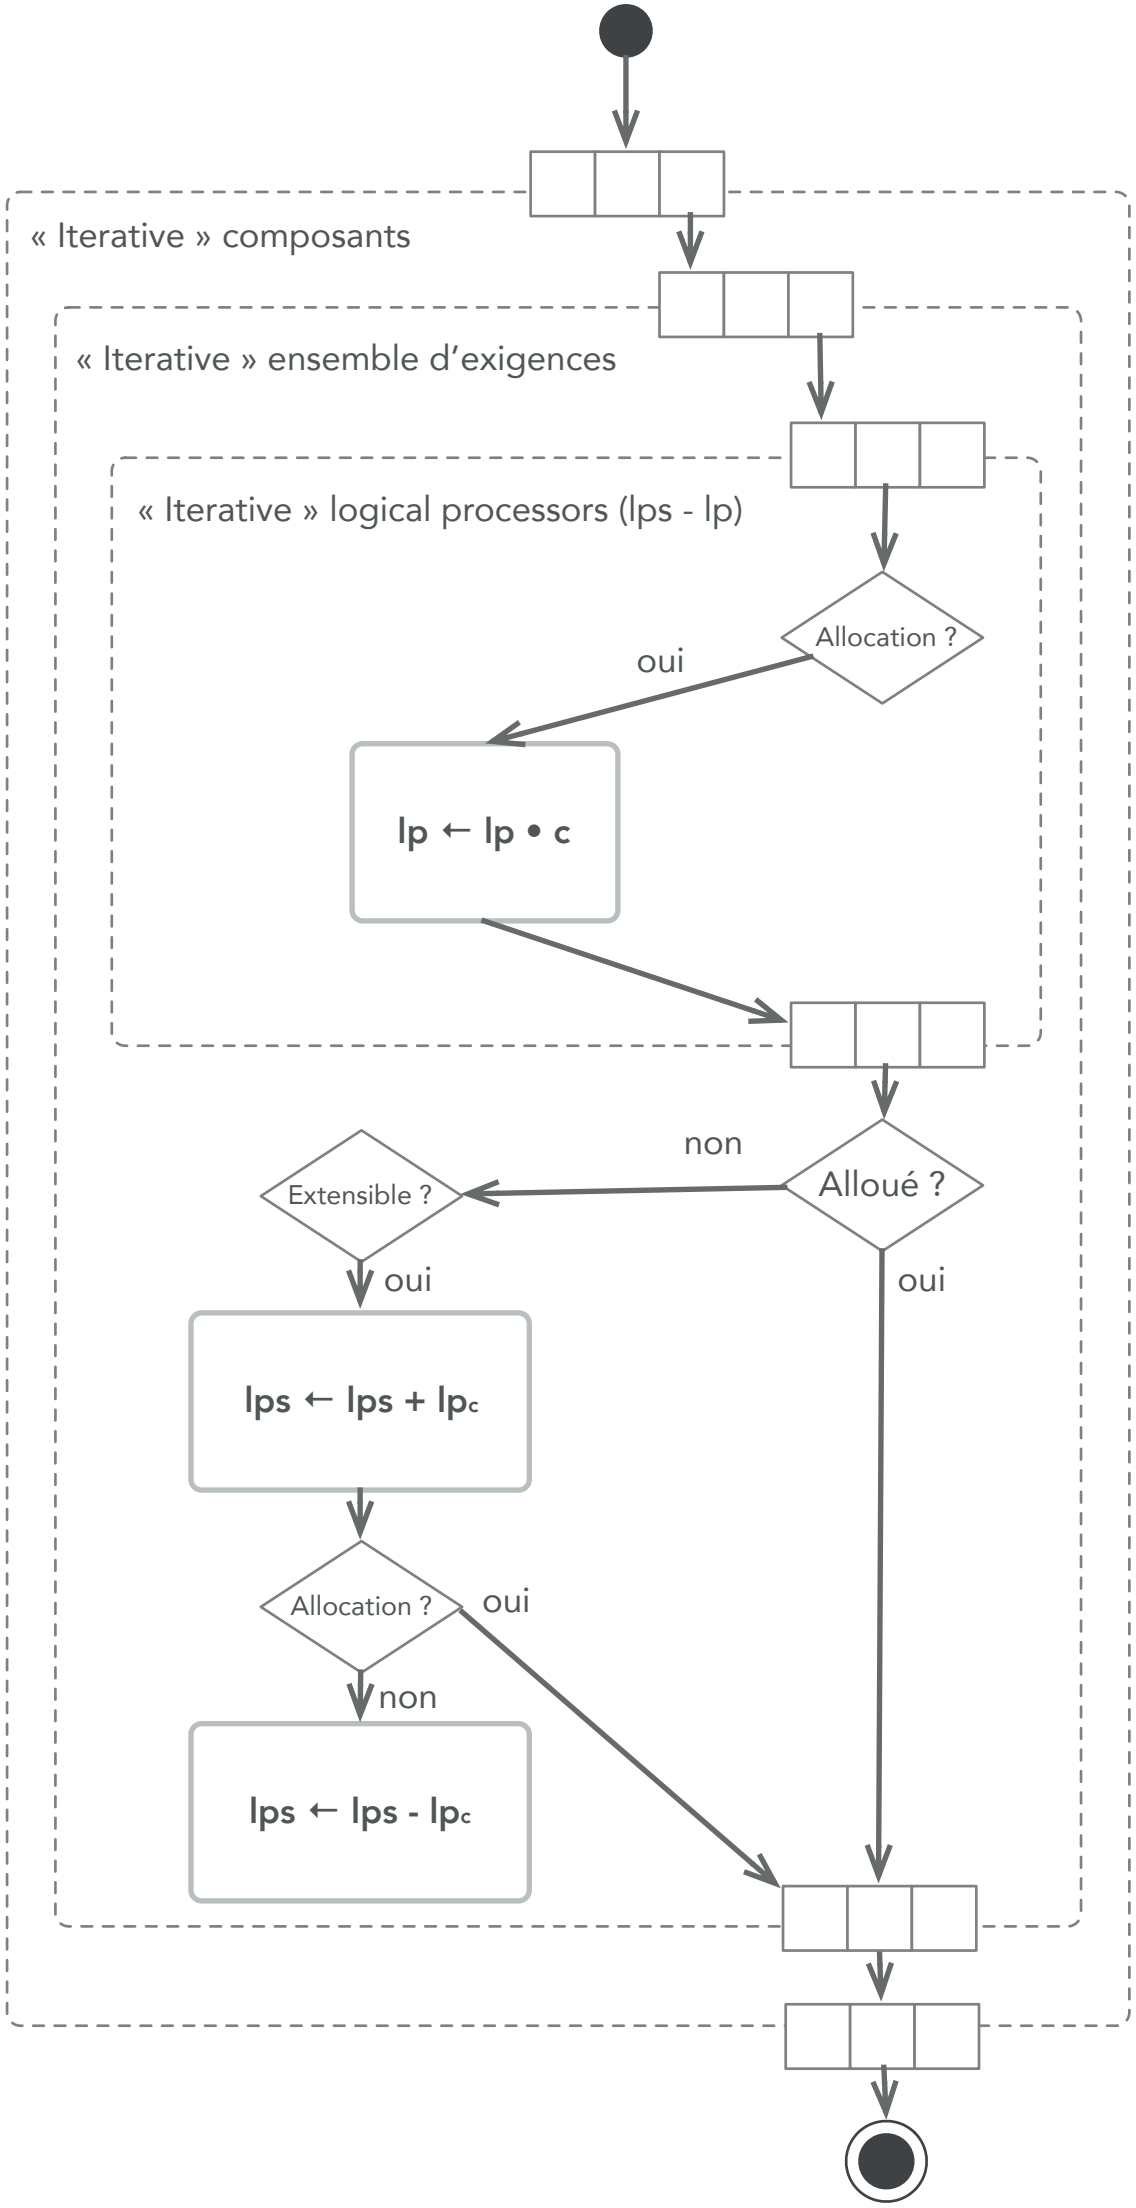 « Iterative » composants
« Iterative » ensemble d’exigences
« Iterative » logical processors (lps - lp)
Allocation ?
oui
lp ← lp • c
non
Alloué ?
Extensible ?
oui
oui
lps ← lps + lpc
Allocation ?
oui
non
lps ← lps - lpc